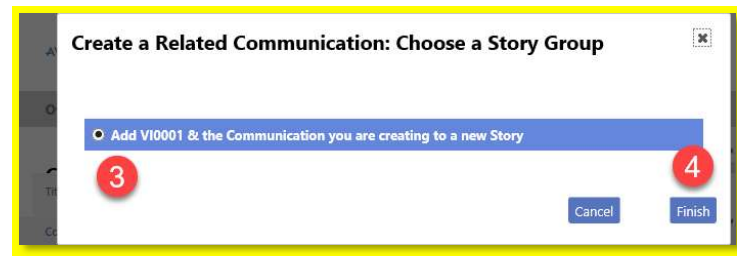 Create a Related Communication: Choose a Story Group
Add VI0001 & the Communication you are creating to a new Story
3
4
Cancel
Finish